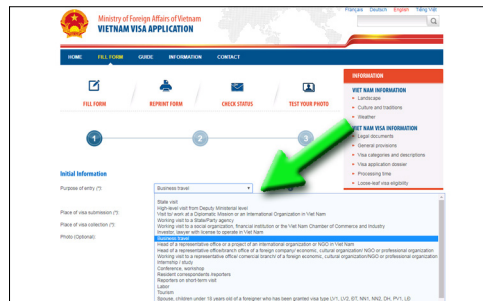 Français Deutsch English Tiếng Việt
Ministry of Foreign Affairs of Vietnam
VIETNAM VISA APPLICATION
HOME FILL FORM GUIDE INFORMATION CONTACT
FILL FORM REPRINT FORM CHECK STATUS TEST YOUR PHOTO
INFORMATION
VIET NAM INFORMATION
Landscape
Culture and traditions
Weather
VIET NAM VISA INFORMATION
Legal documents
General provisions
Visa categories and descriptions
Visa application dossier
Processing time
Loose-leaf visa eligibility
1 2 3
Initial Information
Purpose of entry (*): Business travel
Place of visa submission (*):
Place of visa collection (*):
Photo (Optional):
State visit
High-level visit from Deputy Ministerial level
Visit to/ work at a Diplomatic Mission or an International Organization in Viet Nam
Working to a State/Party agency
Working to a social organization, financial institution or the Viet Nam Chamber of Commerce and Industry
Investor, lawyer with license to operate in Viet Nam
Business travel
Head of a representative office or a project of an international organization or NGO in Viet Nam
Head of a representative office/branch office of a foreign company/ economic, cultural organization/ NGO or professional organization
Working to a representative office/ comercial branch/ of a foreign economic, cultural organization/NGO or professional organization
Internship / study
Conference, workshop
Resident correspondents /reporters
Reporters on short-term visit
Labor
Tourism
Spouse, children under 18 years old of a foreigner who has been granted visa type LV1, LV2, ĐT, NN1, NN2, DH, PV1, LĐ